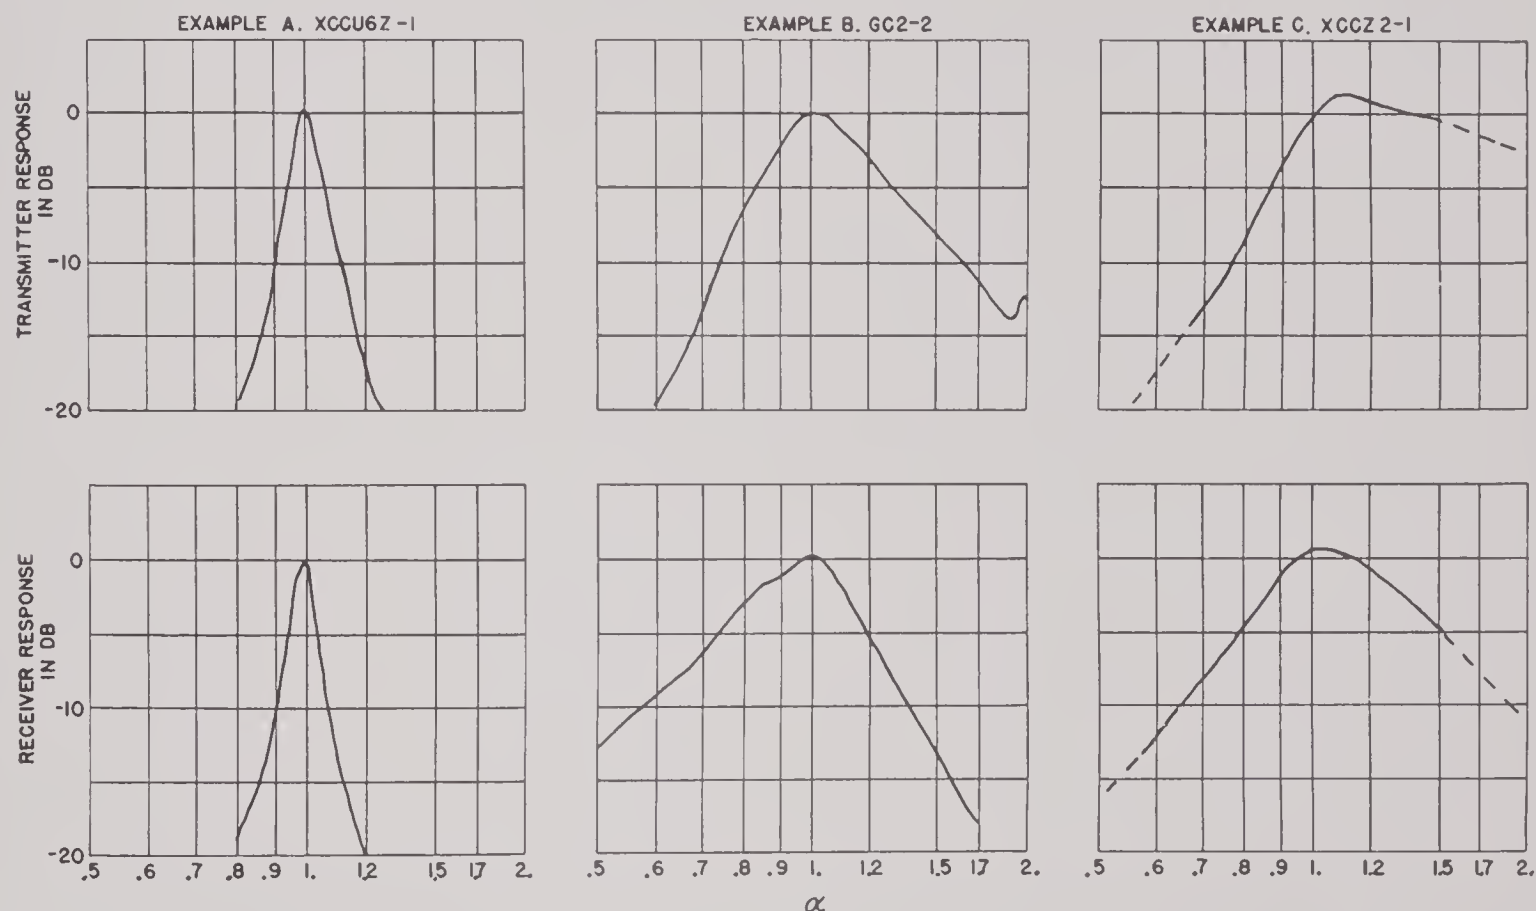 EXAMPLE A. XCCU6Z-1
EXAMPLE B. GC2-2
EXAMPLE C. XCCZ2-1
TRANSMITTER RESPONSE
IN DB
0
-10
-20
RECEIVER RESPONSE
IN DB
0
-10
-20
.5 .6 .7 .8 .9 1. 1.2 1.5 1.7 2.
.5 .6 .7 .8 .9 1. 1.2 1.5 1.7 2.
.5 .6 .7 .8 .9 1. 1.2 1.5 1.7 2.
α